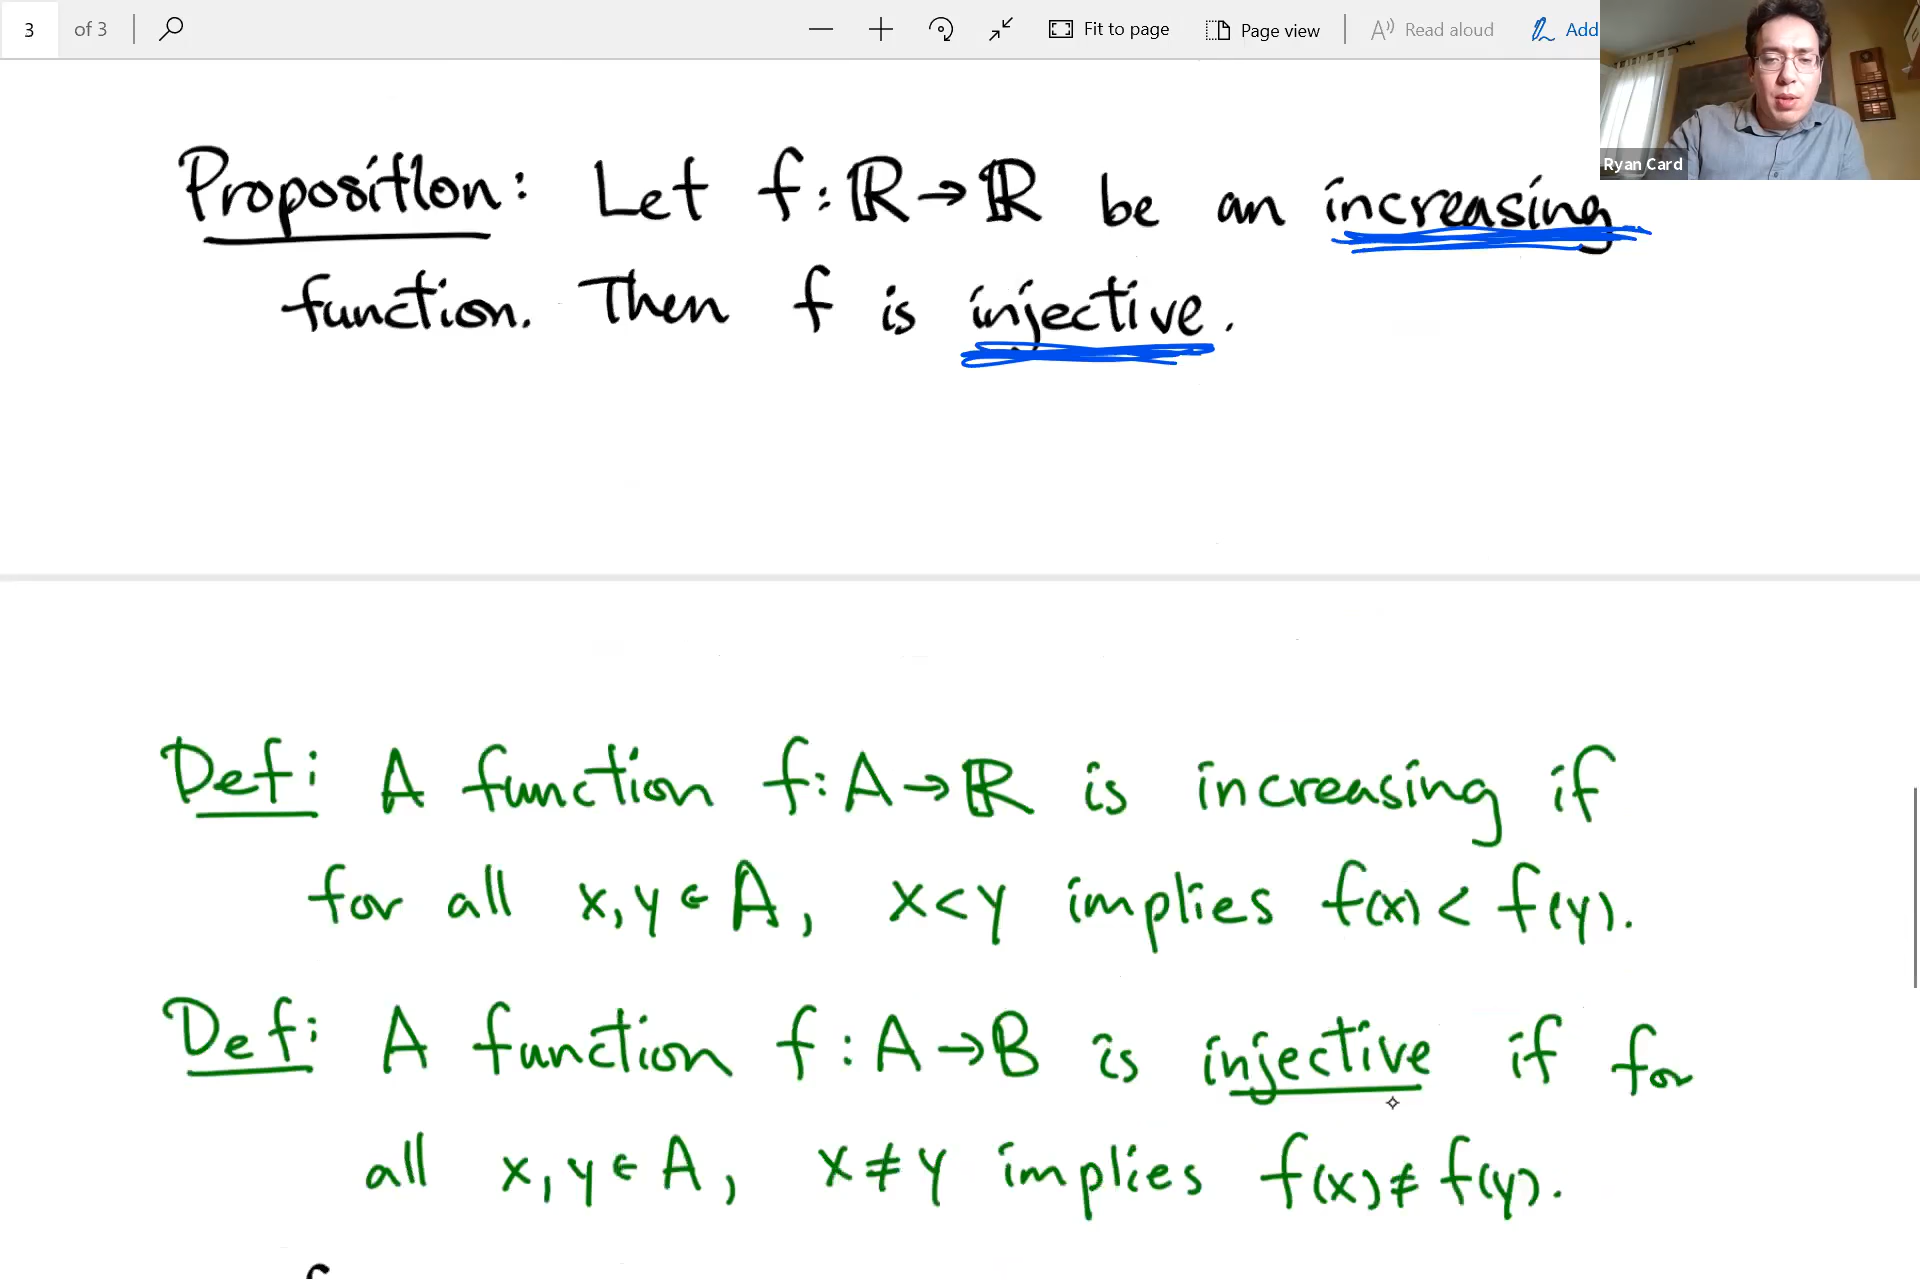 3 of 3 Fit to page Page view Read aloud Add
Ryan Card
Proposition: Let f: ℝ→ℝ be an increasing
function. Then f is injective.
Def: A function f: A→ℝ is increasing if
for all x, y ∈ A, x < y implies f(x) < f(y).
Def: A function f: A→B is injective if for
all x, y ∈ A, x ≠ y implies f(x) ≠ f(y).